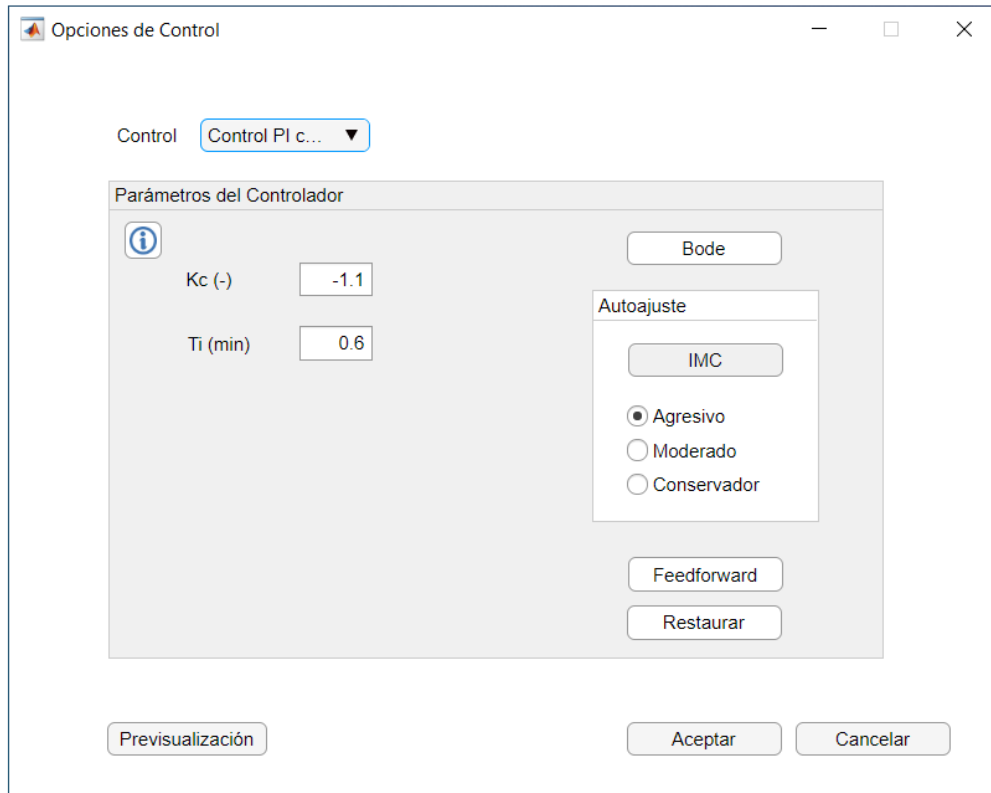 Opciones de Control
Control Control PI c...
Parámetros del Controlador
Bode
Kc (-) -1.1
Autoajuste
Ti (min) 0.6
IMC
Agresivo
Moderado
Conservador
Feedforward
Restaurar
Previsualización Aceptar Cancelar